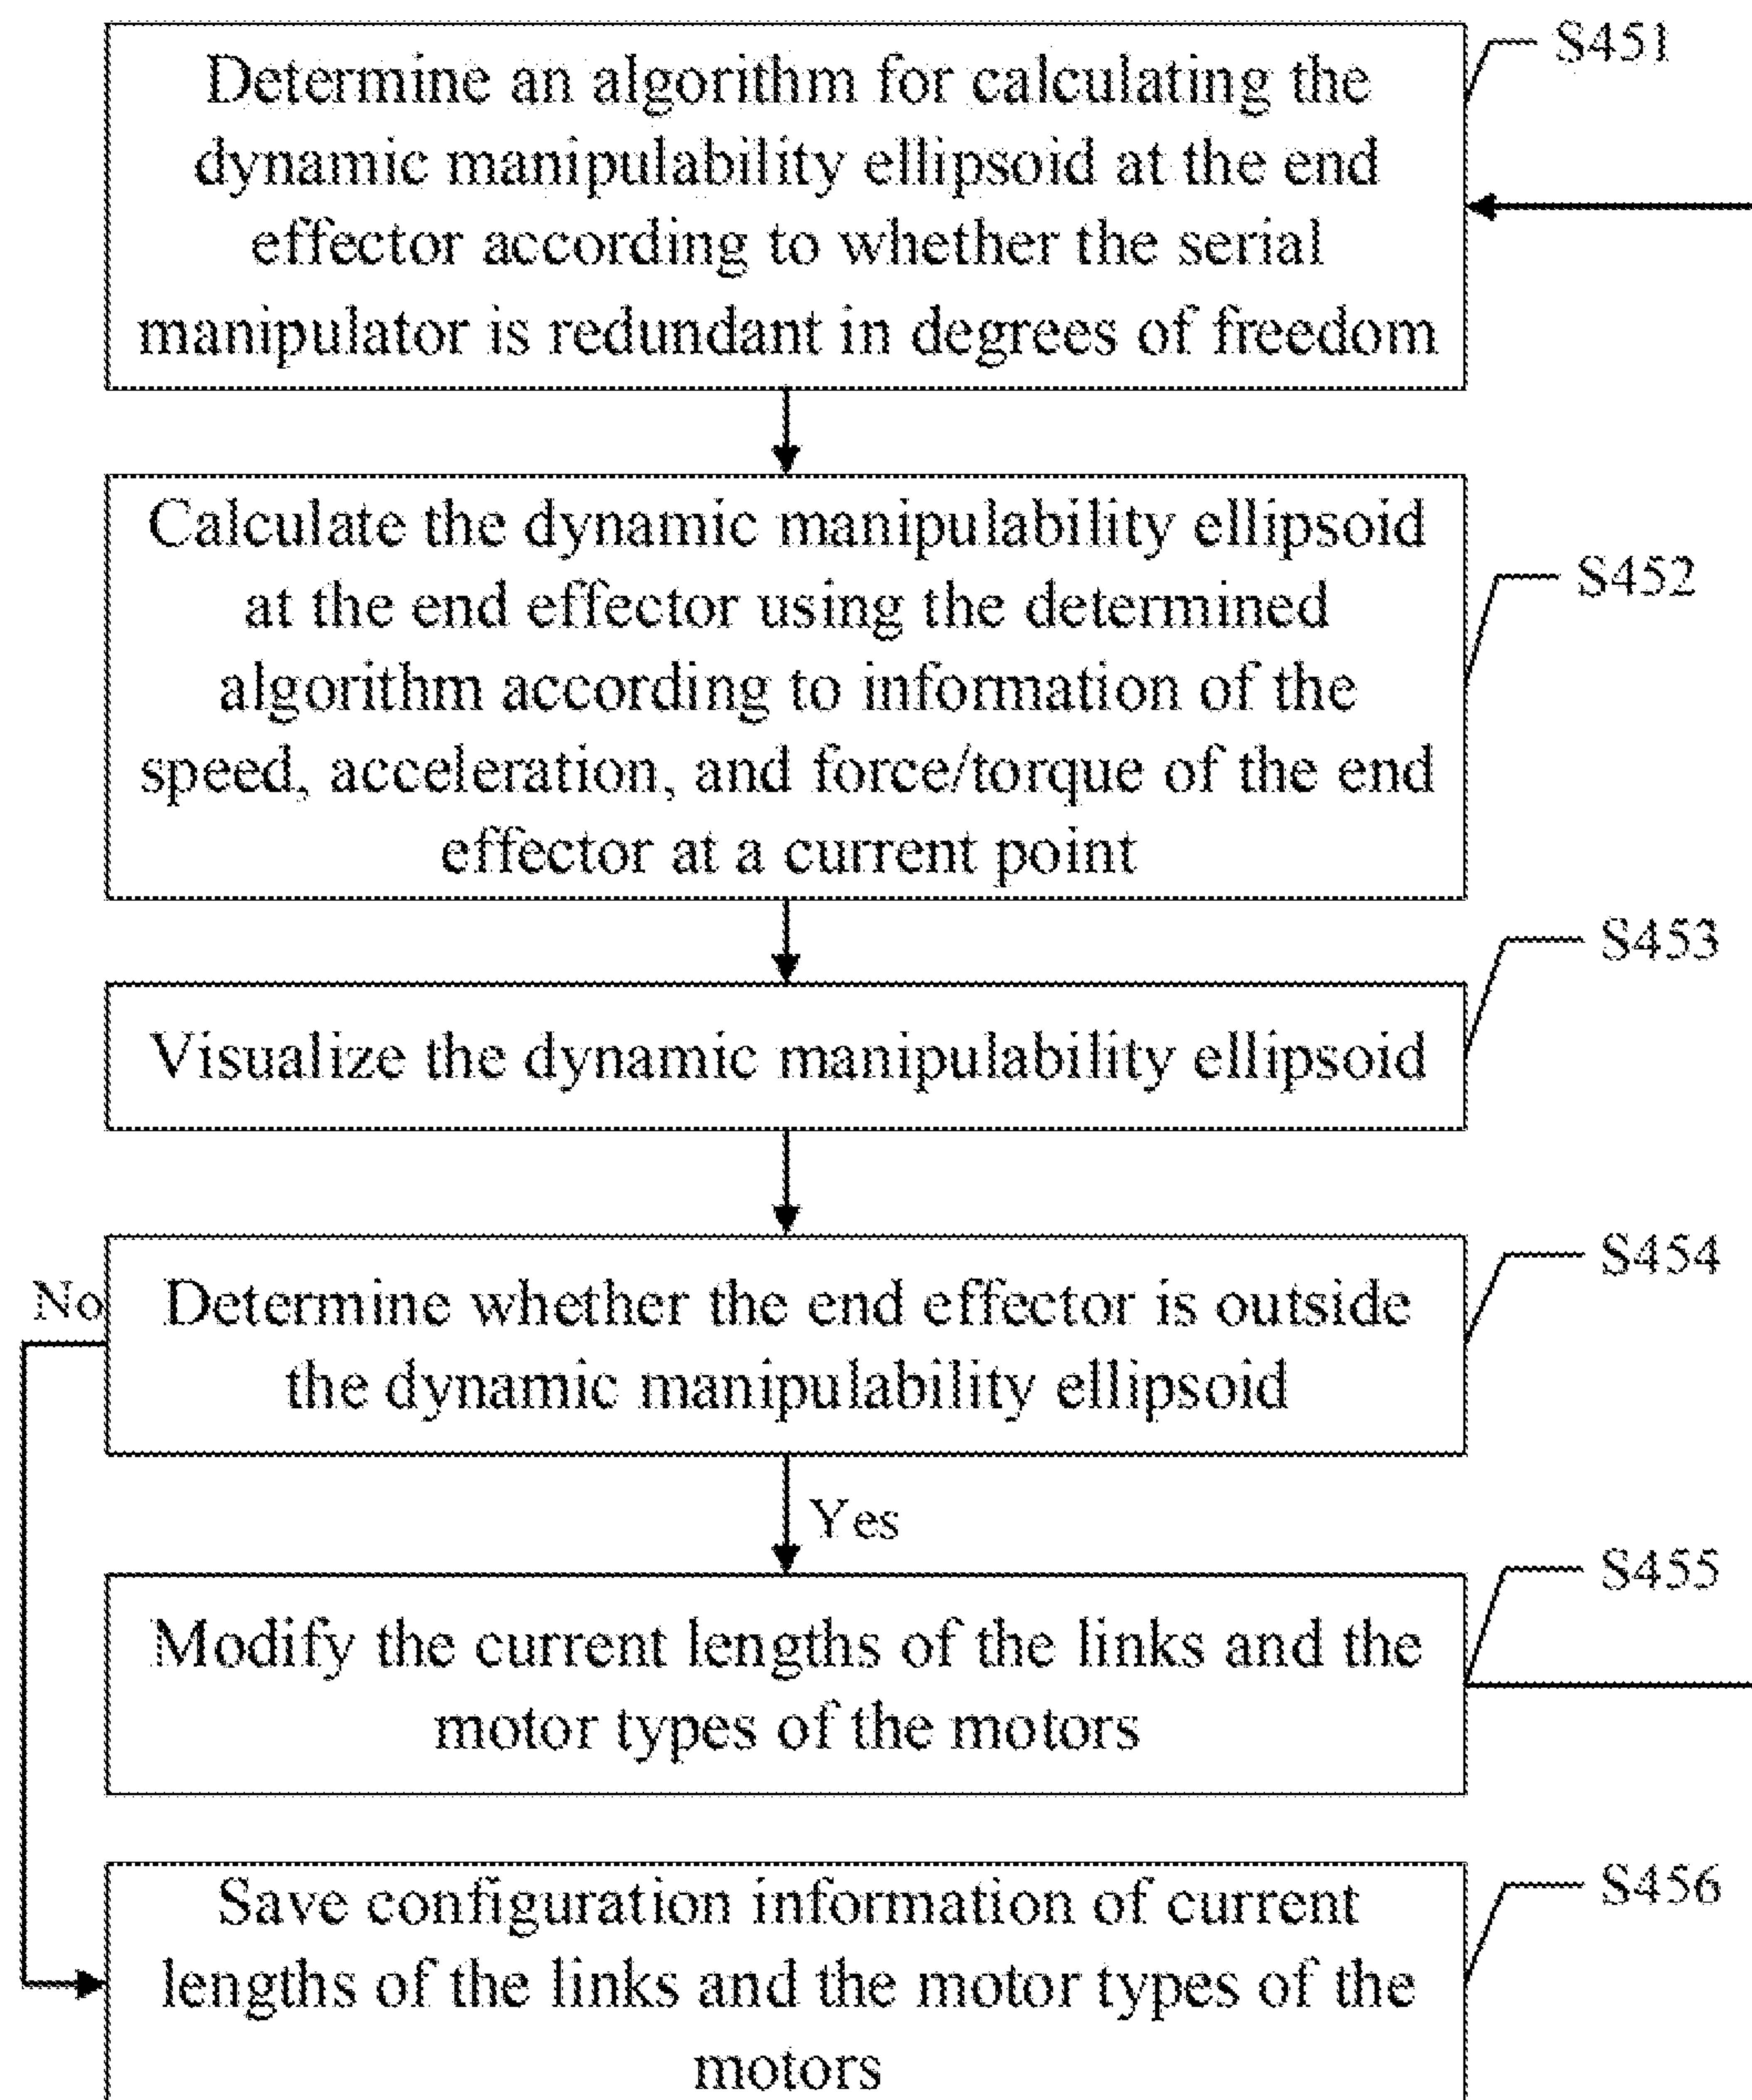 Determine an algorithm for calculating the
dynamic manipulability ellipsoid at the end
effector according to whether the serial
manipulator is redundant in degrees of freedom
S451
Calculate the dynamic manipulability ellipsoid
at the end effector using the determined
algorithm according to information of the
speed, acceleration, and force/torque of the end
effector at a current point
S452
Visualize the dynamic manipulability ellipsoid
S453
Determine whether the end effector is outside
the dynamic manipulability ellipsoid
S454
No
Yes
Modify the current lengths of the links and the
motor types of the motors
S455
Save configuration information of current
lengths of the links and the motor types of the
motors
S456